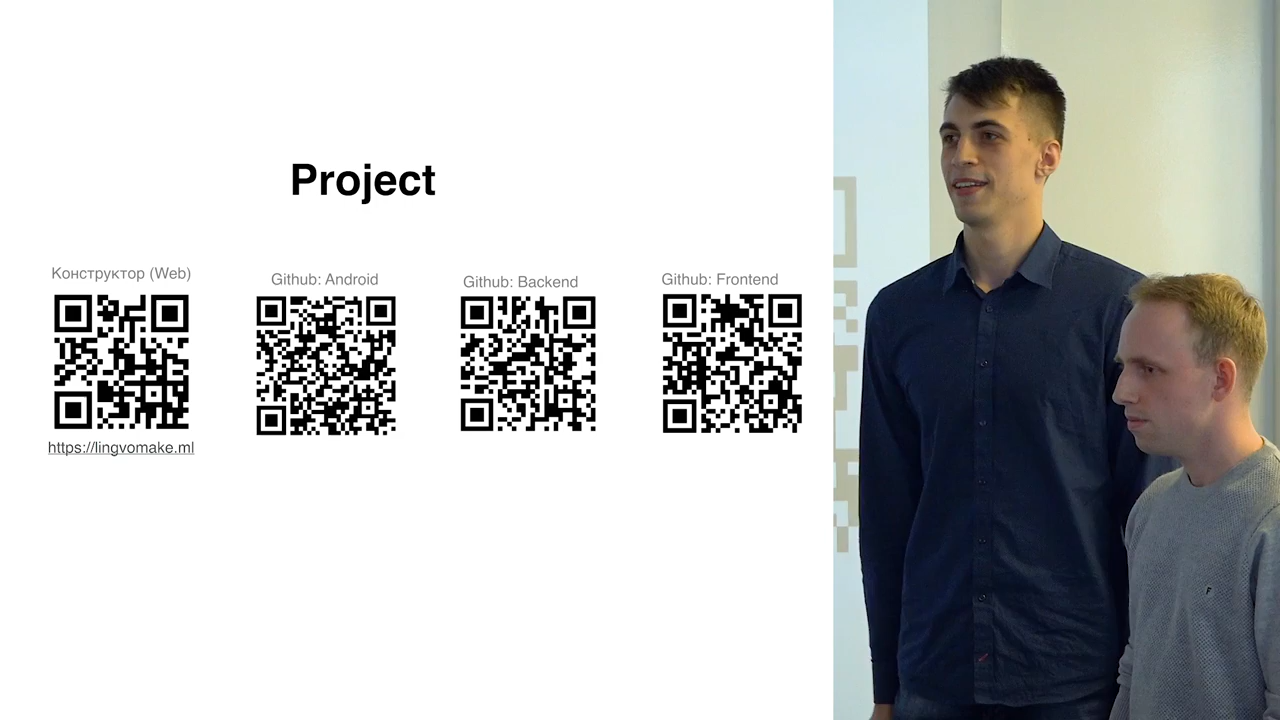 Project
Конструктор (Web)
Github: Android
Github: Backend
Github: Frontend
https://lingvomake.ml
F